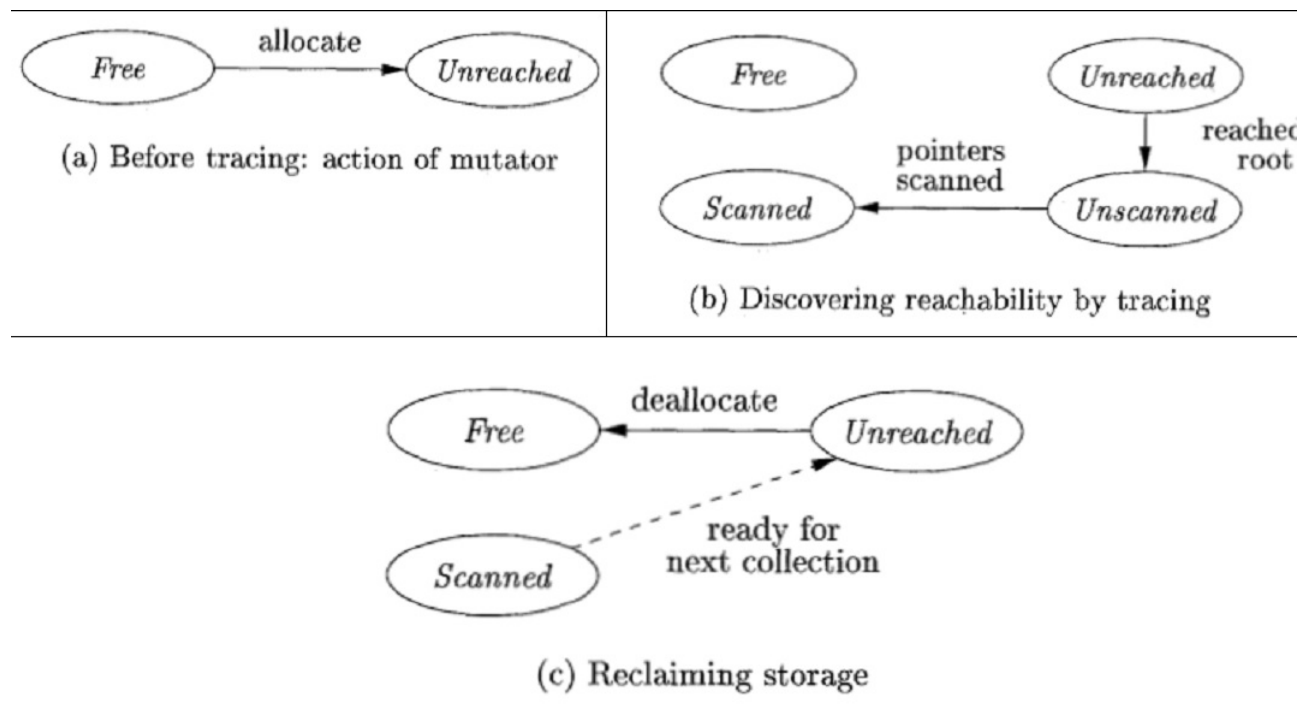 allocate
Free
Unreached
(a) Before tracing: action of mutator
Free
Unreached
reached
root
pointers
scanned
Scanned
Unscanned
(b) Discovering reachability by tracing
deallocate
Free
Unreached
ready for
next collection
Scanned
(c) Reclaiming storage